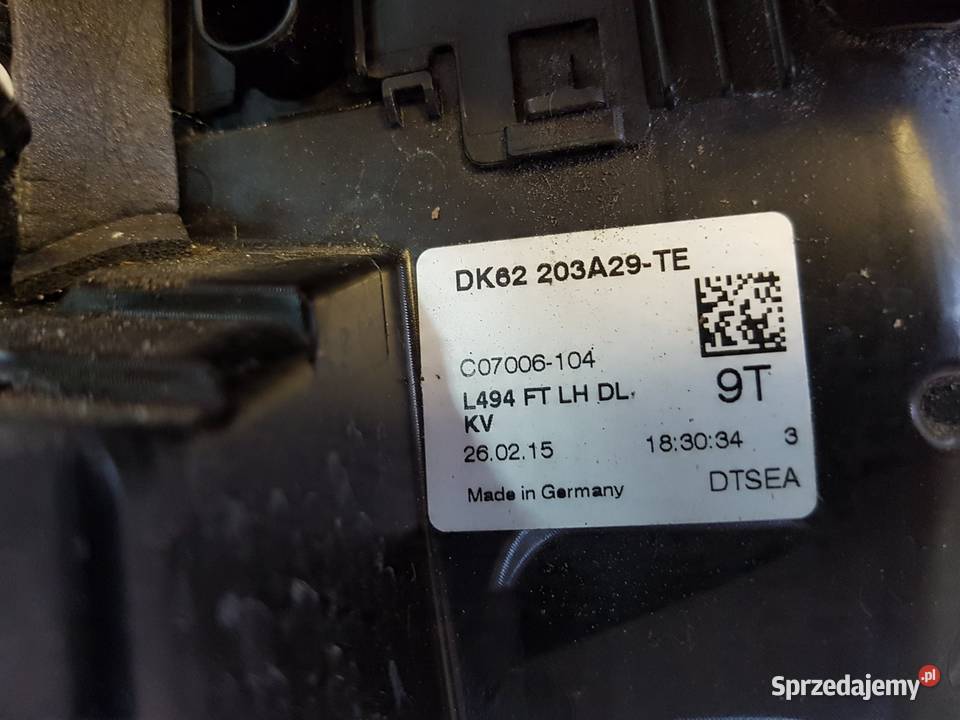 DK62 203A29-TE
C07006-104
9T
L494 FT LH DL.
KV
26.02.15 18:30:34 3
DTSEA
Made in Germany
Sprzedajemy.pl